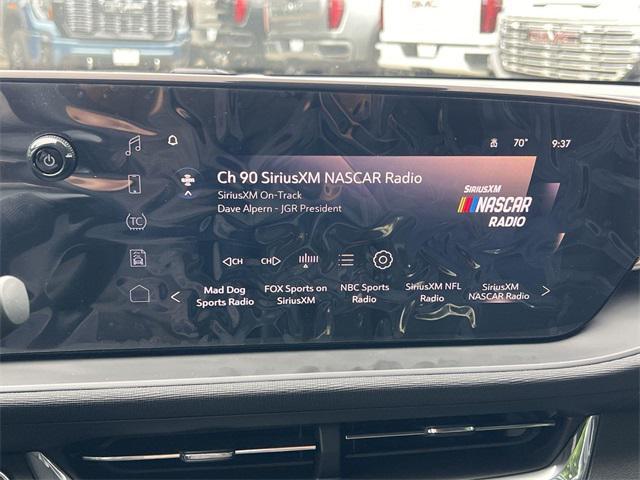 GMC
GMC
70° 9:37
Ch 90 SiriusXM NASCAR Radio
SiriusXM On-Track
Dave Alpern - JGR President
SIRIUSXM
NASCAR
RADIO
TC
CH CH
Mad Dog Sports Radio
FOX Sports on SiriusXM
NBC Sports Radio
SiriusXM NFL Radio
SiriusXM NASCAR Radio